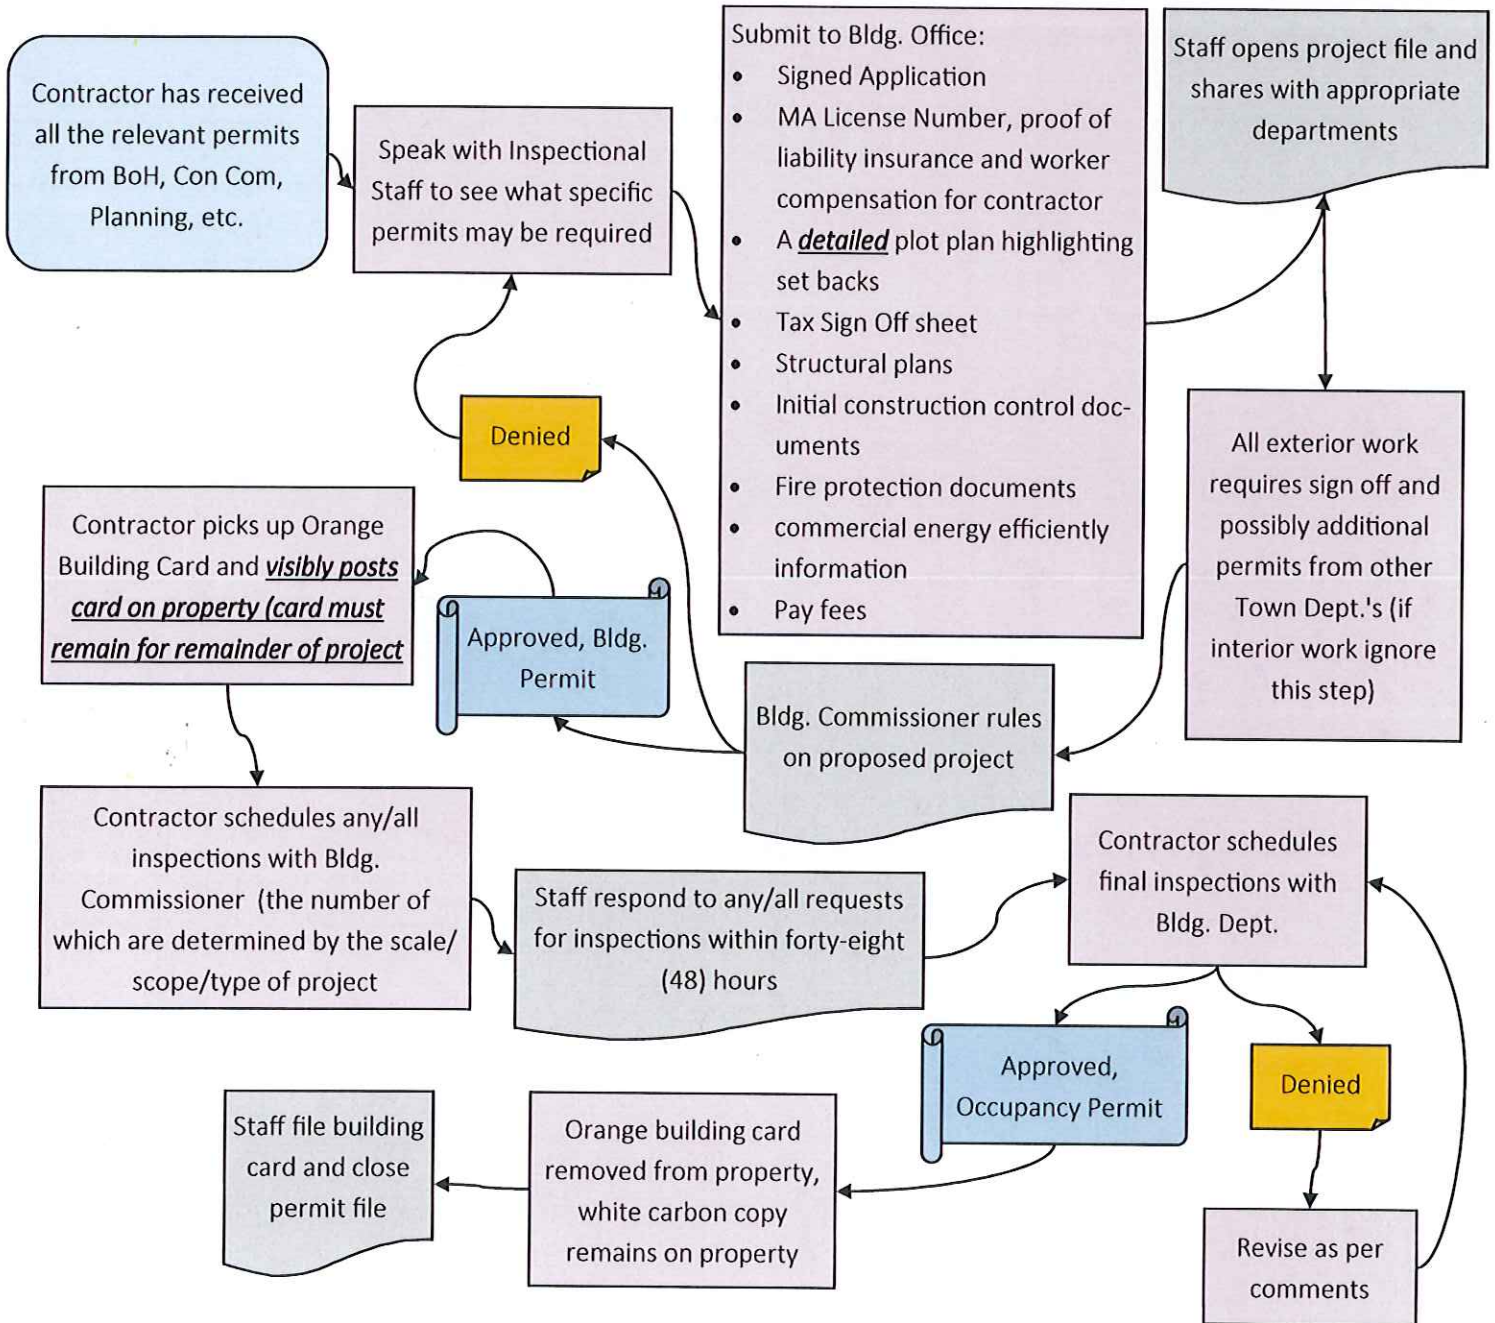 Contractor has received
all the relevant permits
from BoH, Con Com,
Planning, etc.
Speak with Inspectional
Staff to see what specific
permits may be required
Submit to Bldg. Office:
• Signed Application
• MA License Number, proof of
liability insurance and worker
compensation for contractor
• A detailed plot plan highlighting
set backs
• Tax Sign Off sheet
• Structural plans
• Initial construction control doc-
uments
• Fire protection documents
• commercial energy efficiently
information
• Pay fees
Staff opens project file and
shares with appropriate
departments
All exterior work
requires sign off and
possibly additional
permits from other
Town Dept.'s (if
interior work ignore
this step)
Bldg. Commissioner rules
on proposed project
Denied
Approved, Bldg.
Permit
Contractor picks up Orange
Building Card and visibly posts
card on property (card must
remain for remainder of project
Contractor schedules any/all
inspections with Bldg.
Commissioner (the number of
which are determined by the scale/
scope/type of project
Staff respond to any/all requests
for inspections within forty-eight
(48) hours
Contractor schedules
final inspections with
Bldg. Dept.
Approved,
Occupancy Permit
Denied
Revise as per
comments
Orange building card
removed from property,
white carbon copy
remains on property
Staff file building
card and close
permit file